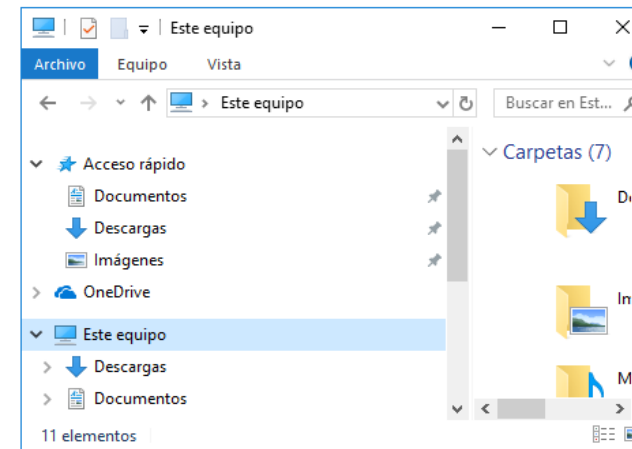 Este equipo
Archivo Equipo Vista
Este equipo
Buscar en Est...
Acceso rápido
Documentos
Descargas
Imágenes
OneDrive
Este equipo
Descargas
Documentos
Carpetas (7)
11 elementos